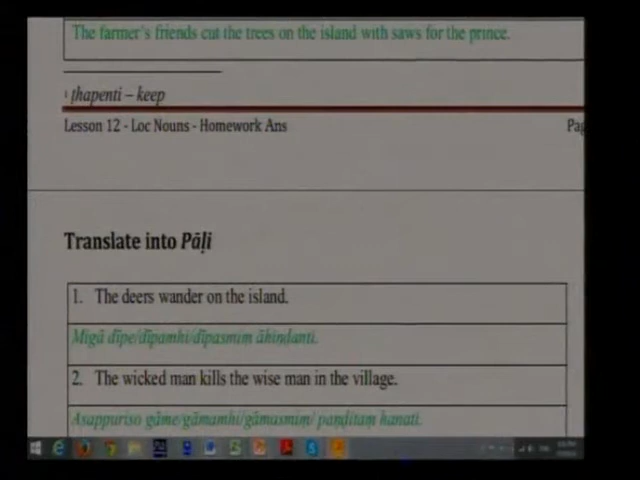 The farmer's friends cut the trees on the island with saws for the prince.
ṭhapenti – keep
Lesson 12 - Loc Nouns - Homework Ans
Translate into Pāḷi
1. The deers wander on the island.
Migā dīpe/dīpamhi/dīpasmiṃ āhiṇḍanti.
2. The wicked man kills the wise man in the village.
Asappuriso gāme/gāmamhi/gāmasmiṃ/ paṇḍitaṃ hanati.